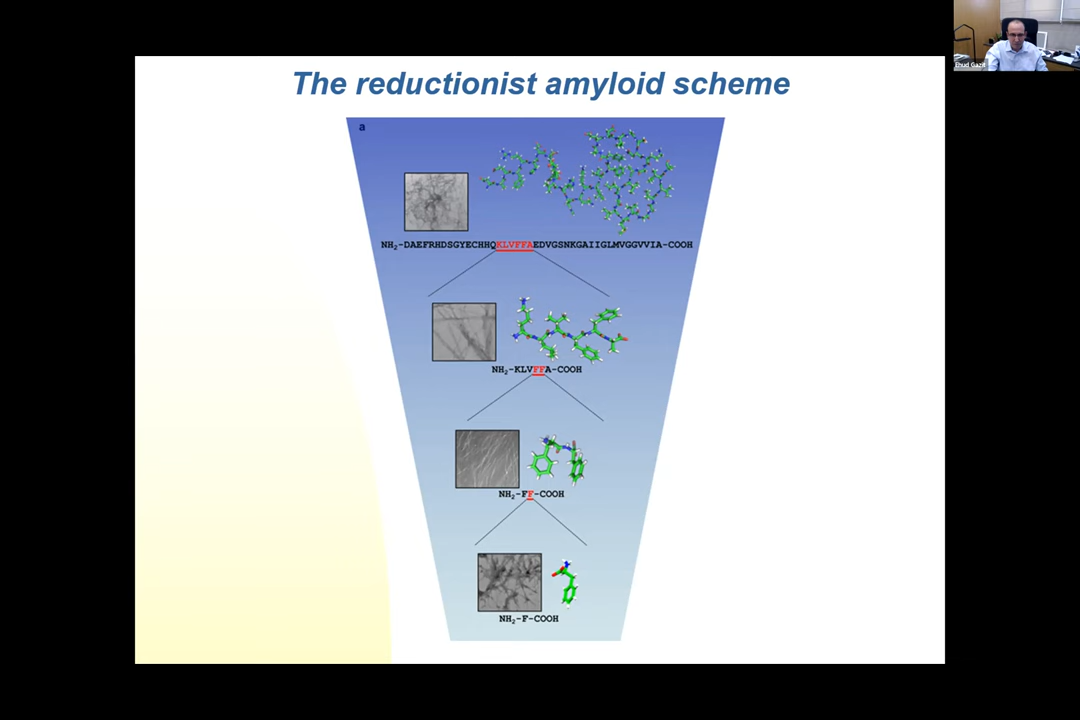 The reductionist amyloid scheme
Ehud Gazit
a
NH₂-DAEFRHDSGYECHHQKLVFFAEDVGSNKGAIIGLMVGGVVIA-COOH
NH₂-KLVFFA-COOH
NH₂-FF-COOH
NH₂-F-COOH